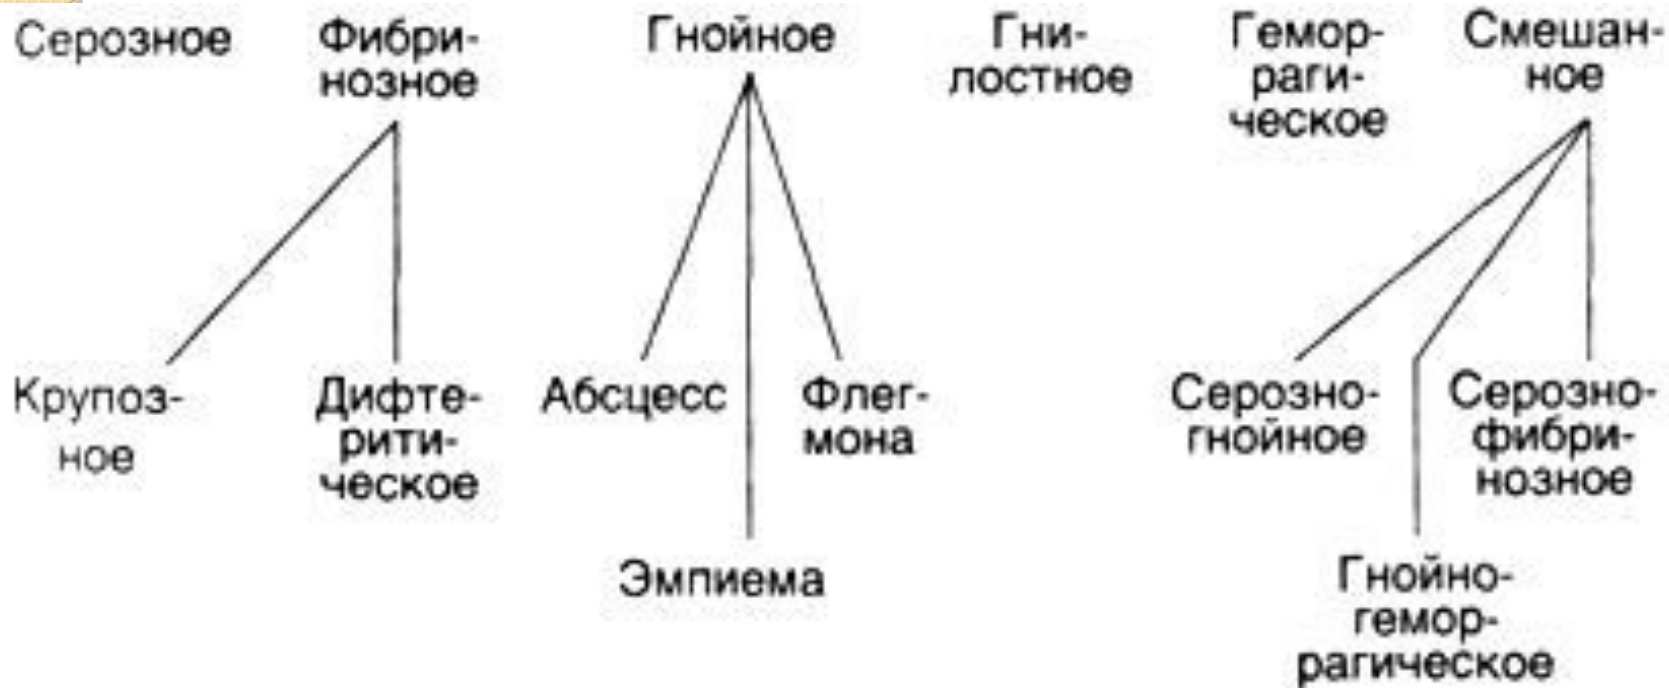 Серозное
Фибри-
нозное
Гнойное
Гни-
лостное
Гемор-
раги-
ческое
Смешан-
ное
Крупоз-
ное
Дифте-
рити-
ческое
Абсцесс
Флег-
мона
Эмпиема
Серозно-
гнойное
Серозно-
фибри-
нозное
Гнойно-
гемор-
рагическое